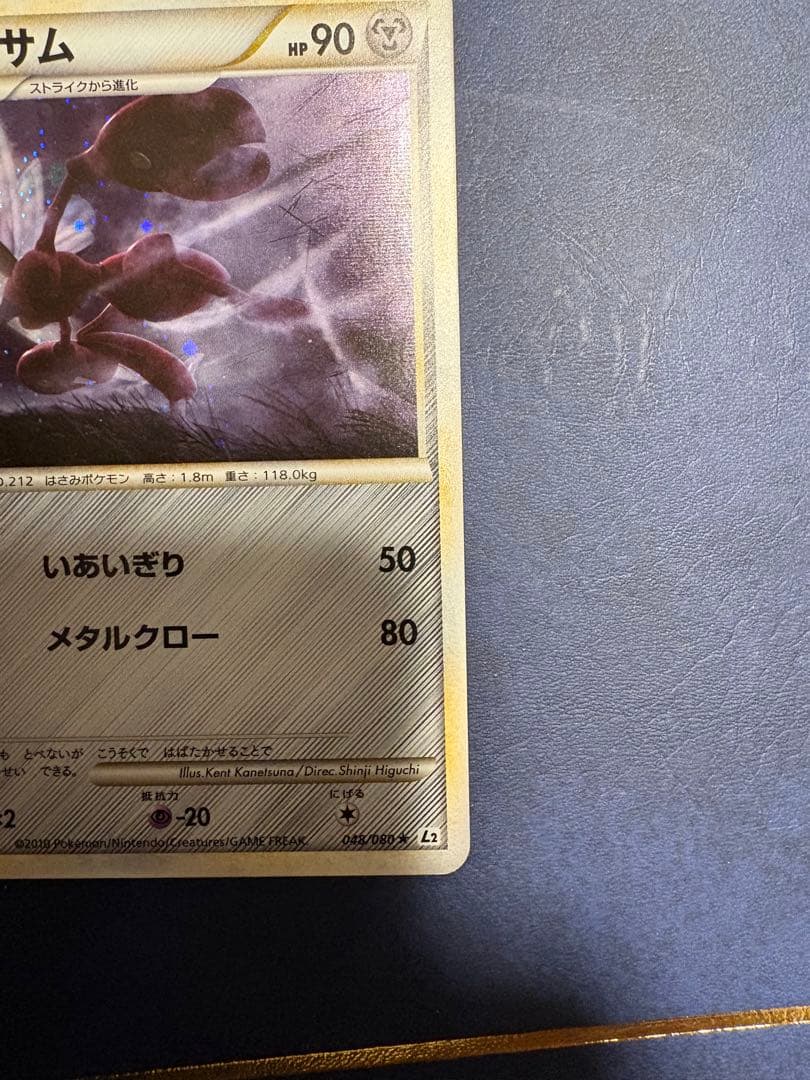 サム HP90
ストライクから進化
.212 はさみポケモン 高さ：1.8m 重さ：118.0kg
いあいぎり 50
メタルクロー 80
も とべないが こうそくで はばたかせることで
せい できる。
Illus.Kent Kanetsuna/Direc.Shinji Higuchi
抵抗力 にげる
×2 -20
©2010 Pokémon/Nintendo/Creatures/GAME FREAK. 048/080★ L2